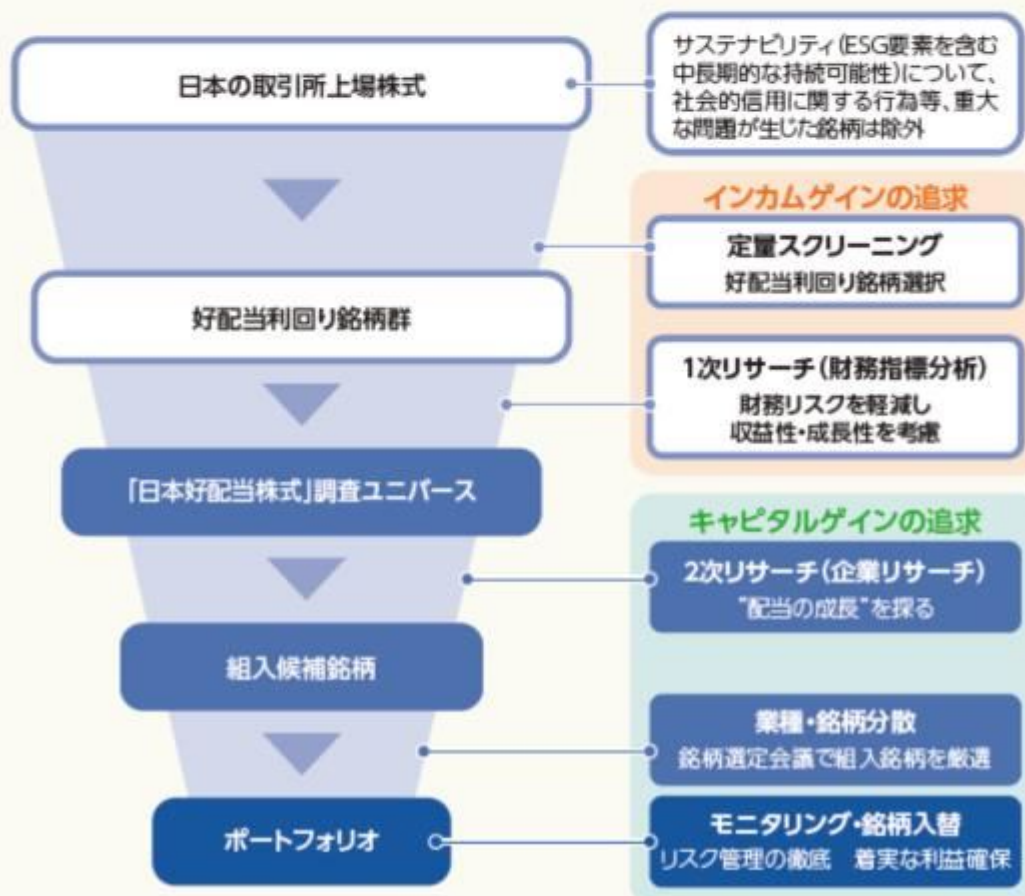 日本の取引所上場株式
サステナビリティ(ESG要素を含む
中長期的な持続可能性)について、
社会的信用に関する行為等、重大
な問題が生じた銘柄は除外
インカムゲインの追求
定量スクリーニング
好配当利回り銘柄選択
好配当利回り銘柄群
1次リサーチ(財務指標分析)
財務リスクを軽減し
収益性・成長性を考慮
「日本好配当株式」調査ユニバース
キャピタルゲインの追求
2次リサーチ(企業リサーチ)
"配当の成長"を探る
組入候補銘柄
業種・銘柄分散
銘柄選定会議で組入銘柄を厳選
ポートフォリオ
モニタリング・銘柄入替
リスク管理の徹底 着実な利益確保